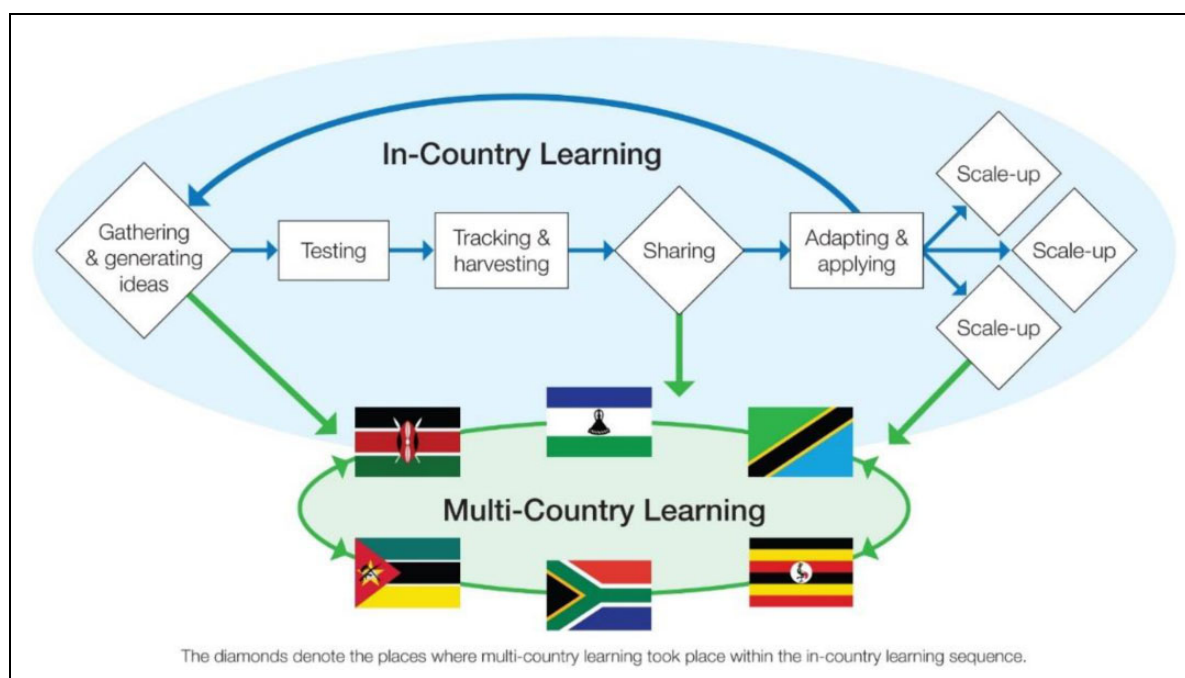 In-Country Learning
Gathering
& generating
ideas
Testing
Tracking &
harvesting
Sharing
Adapting &
applying
Scale-up
Scale-up
Scale-up
Multi-Country Learning
The diamonds denote the places where multi-country learning took place within the in-country learning sequence.